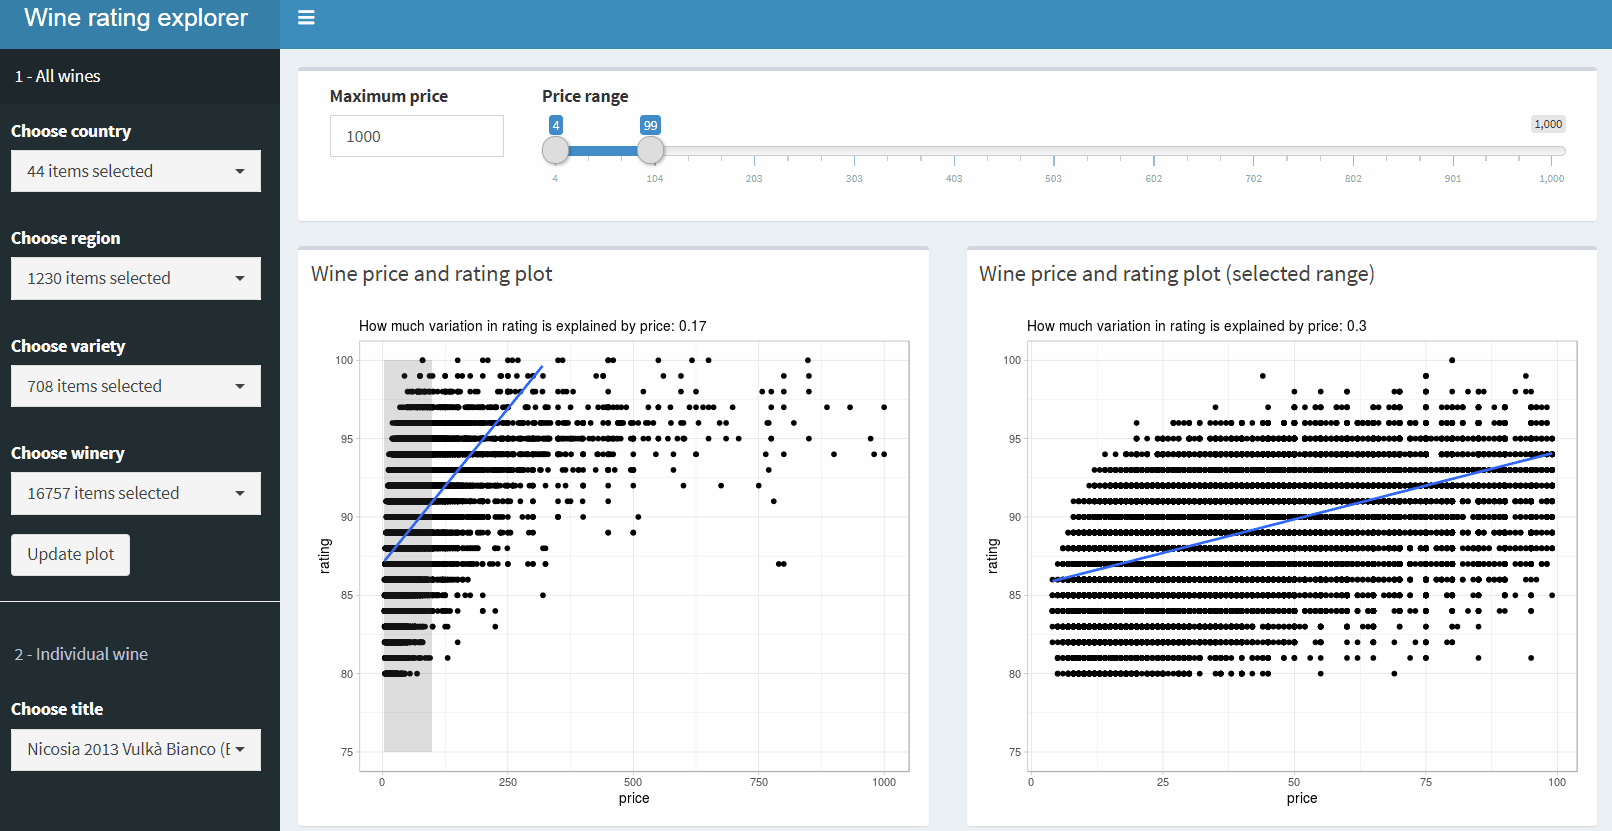 Wine rating explorer
1 - All wines
Choose country
44 items selected
Choose region
1230 items selected
Choose variety
708 items selected
Choose winery
16757 items selected
Update plot
2 - Individual wine
Choose title
Nicosia 2013 Vulkà Bianco (E
Maximum price
1000
Price range
4 99 1,000
4 104 203 303 403 503 602 702 802 901 1,000
Wine price and rating plot
How much variation in rating is explained by price: 0.17
100
95
90
85
80
75
rating
0 250 500 750 1000
price
Wine price and rating plot (selected range)
How much variation in rating is explained by price: 0.3
100
95
90
85
80
75
rating
0 25 50 75 100
price